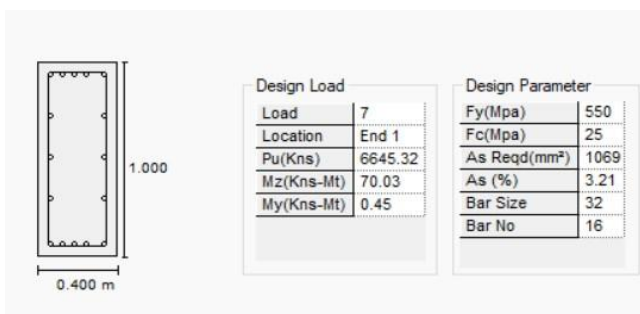 1.000
0.400 m
Design Load
Load 7
Location End 1
Pu(Kns) 6645.32
Mz(Kns-Mt) 70.03
My(Kns-Mt) 0.45
Design Parameter
Fy(Mpa) 550
Fc(Mpa) 25
As Reqd(mm²) 1069
As (%) 3.21
Bar Size 32
Bar No 16